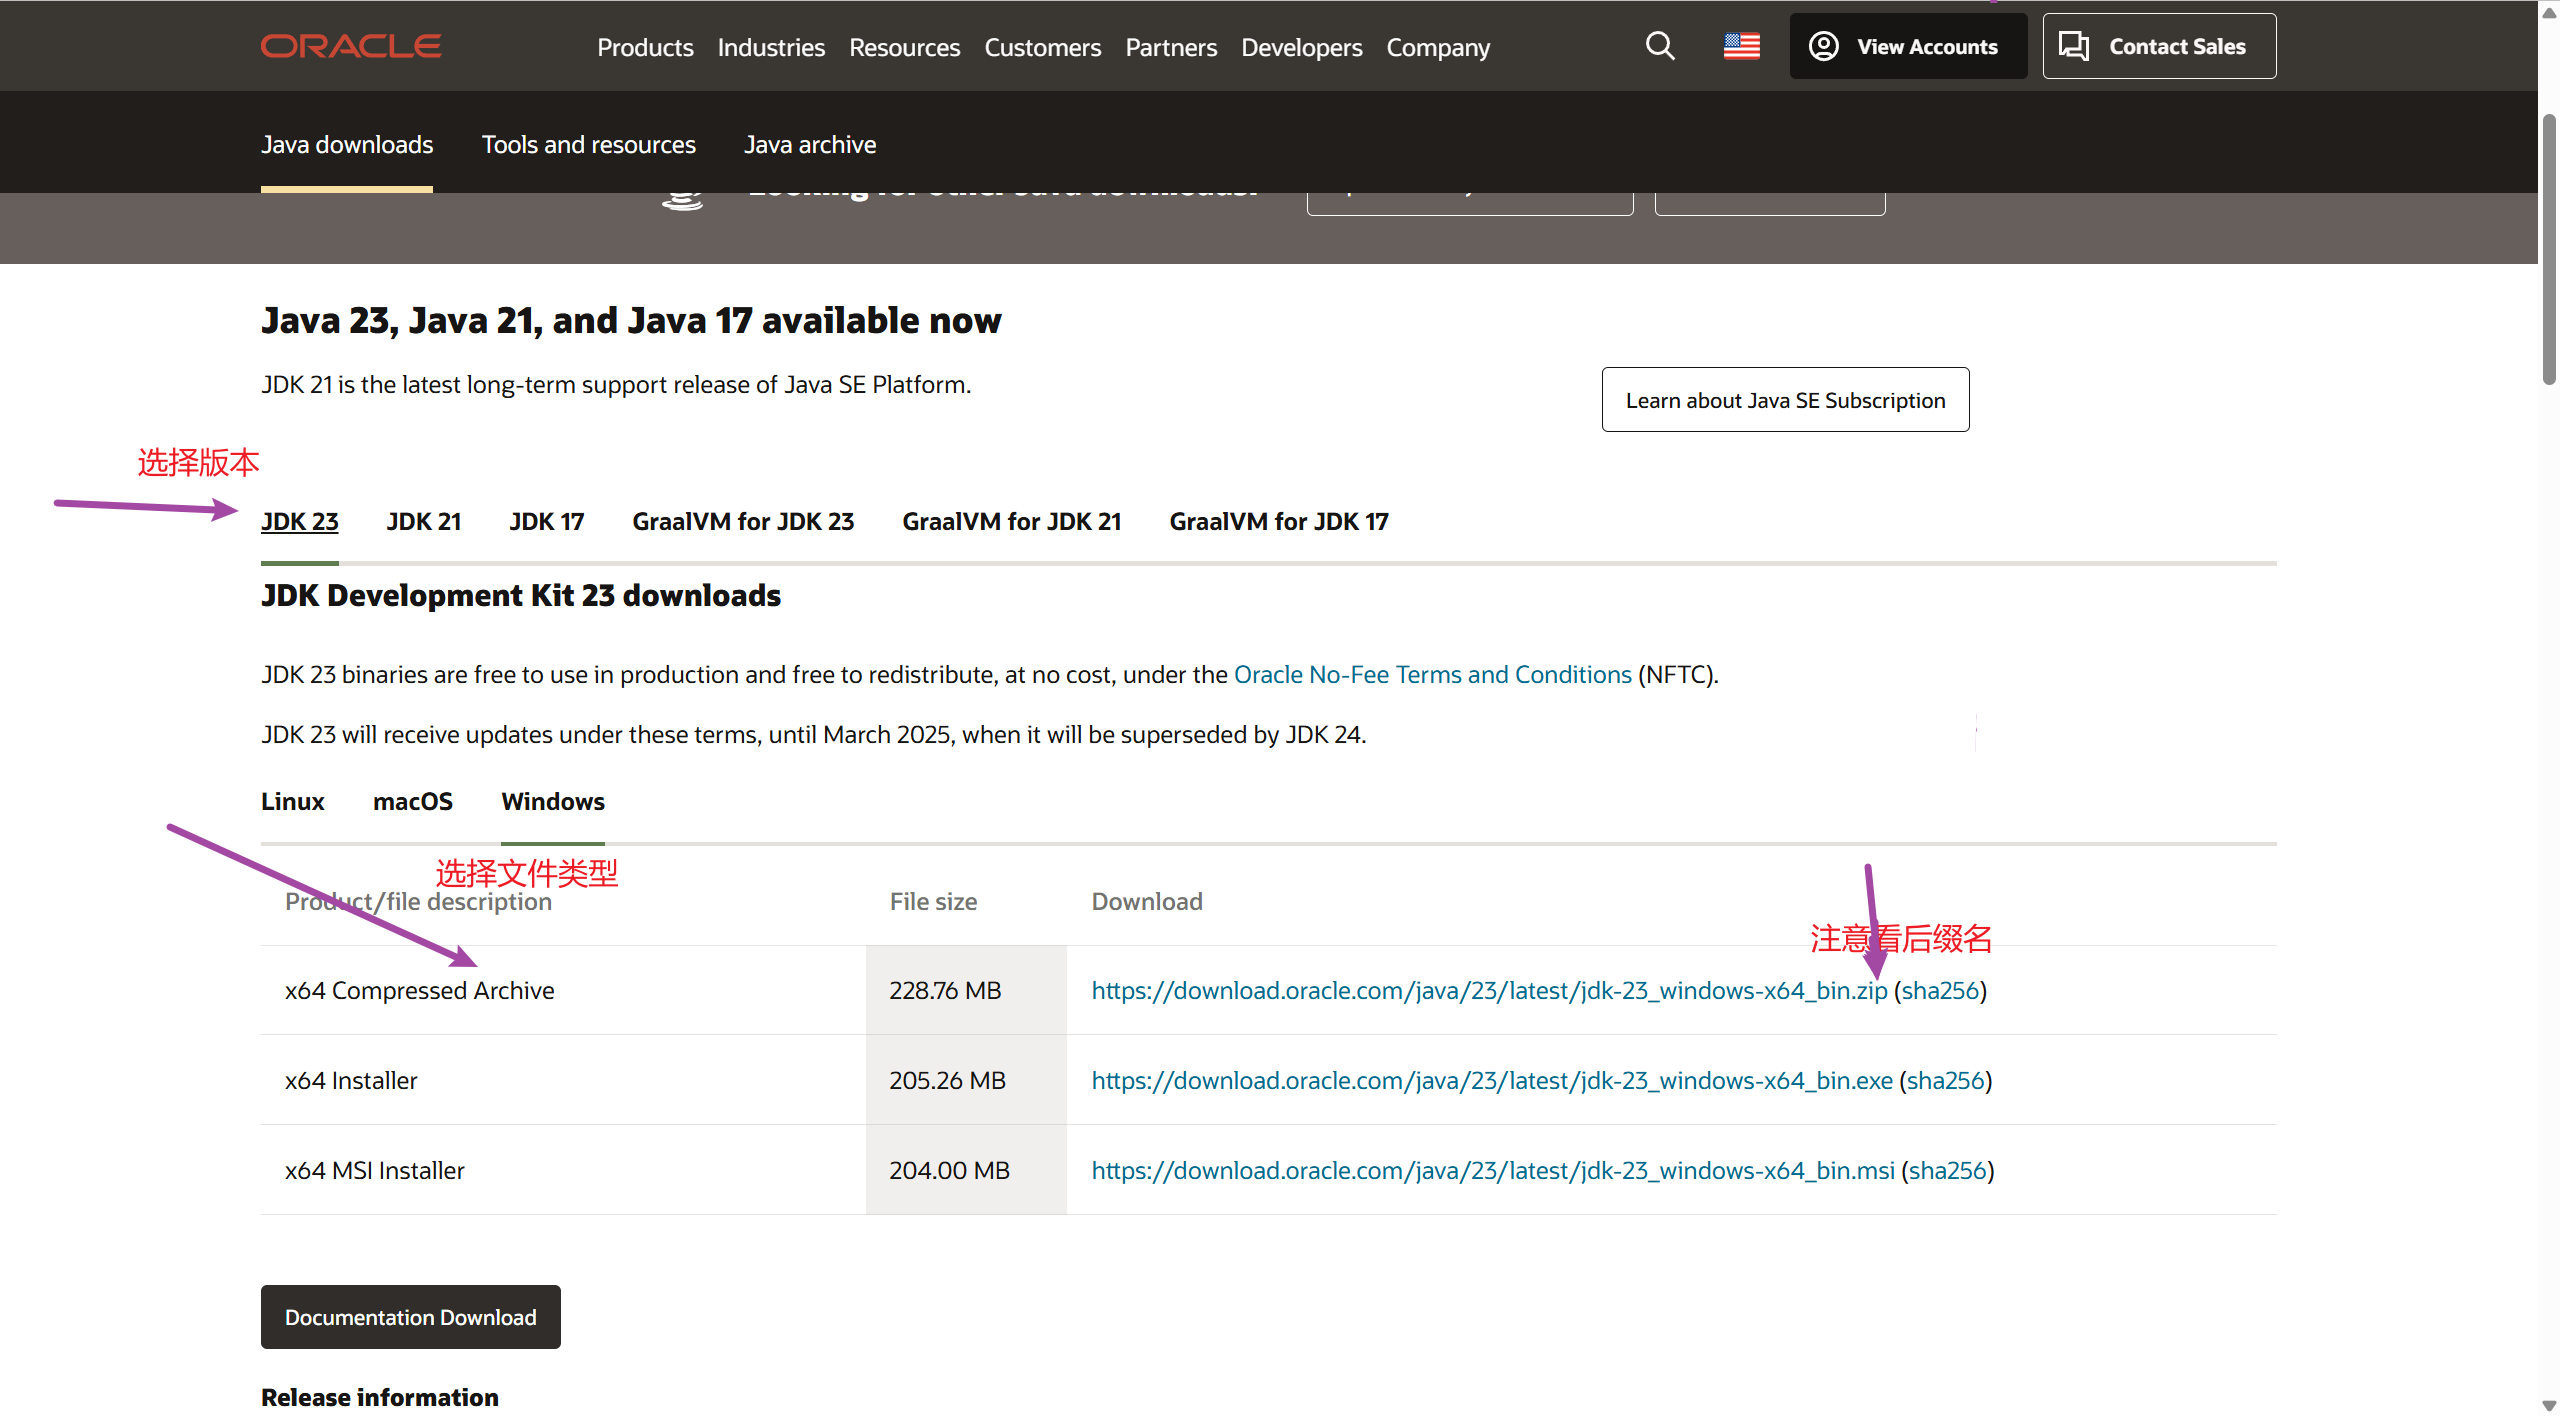 ORACLE Products Industries Resources Customers Partners Developers Company View Accounts Contact Sales
Java downloads Tools and resources Java archive
Java 23, Java 21, and Java 17 available now
JDK 21 is the latest long-term support release of Java SE Platform.
Learn about Java SE Subscription
选择版本
JDK 23 JDK 21 JDK 17 GraalVM for JDK 23 GraalVM for JDK 21 GraalVM for JDK 17
JDK Development Kit 23 downloads
JDK 23 binaries are free to use in production and free to redistribute, at no cost, under the Oracle No-Fee Terms and Conditions (NFTC).
JDK 23 will receive updates under these terms, until March 2025, when it will be superseded by JDK 24.
Linux macOS Windows
选择文件类型
Product/file description File size Download
注意看后缀名
x64 Compressed Archive 228.76 MB https://download.oracle.com/java/23/latest/jdk-23_windows-x64_bin.zip (sha256)
x64 Installer 205.26 MB https://download.oracle.com/java/23/latest/jdk-23_windows-x64_bin.exe (sha256)
x64 MSI Installer 204.00 MB https://download.oracle.com/java/23/latest/jdk-23_windows-x64_bin.msi (sha256)
Documentation Download
Release information